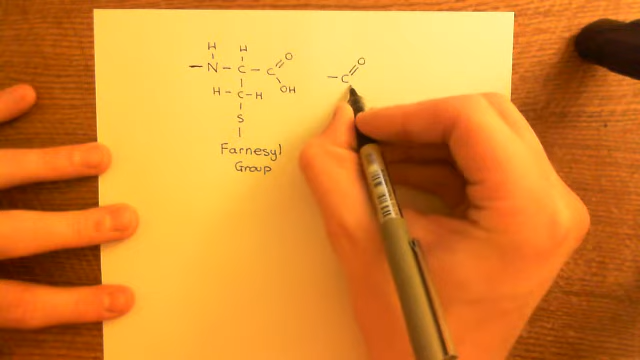 H H O O
– N – C – C – C
H – C – H OH
S
Farnesyl
Group